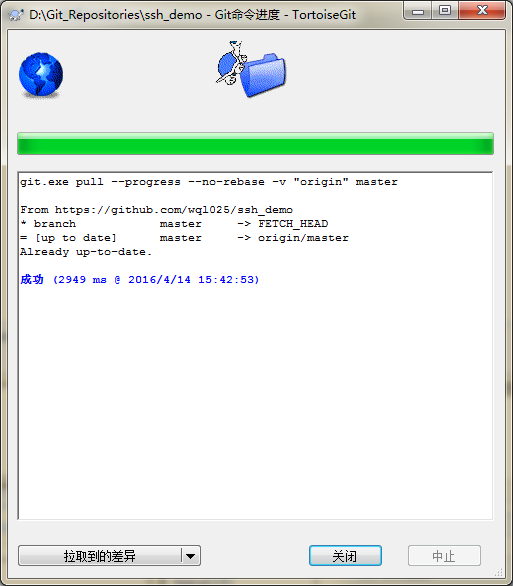 D:\Git_Repositories\ssh_demo - Git命令进度 - TortoiseGit
git.exe pull --progress --no-rebase -v "origin" master
From https://github.com/wql025/ssh_demo
* branch            master     -> FETCH_HEAD
= [up to date]      master     -> origin/master
Already up-to-date.
成功 (2949 ms @ 2016/4/14 15:42:53)
拉取到的差异 关闭 中止